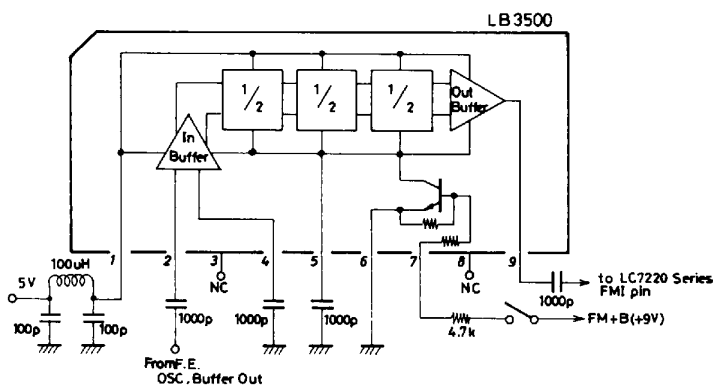 LB3500
1/2 1/2 1/2
Out
Buffer
In
Buffer
1 2 3 4 5 6 7 8 9
100uH
5V
NC
NC
100p 100p
1000p 1000p 1000p
4.7k
1000p
to LC7220 Series
FMI pin
FM+B(+9V)
From F.E.
OSC, Buffer Out